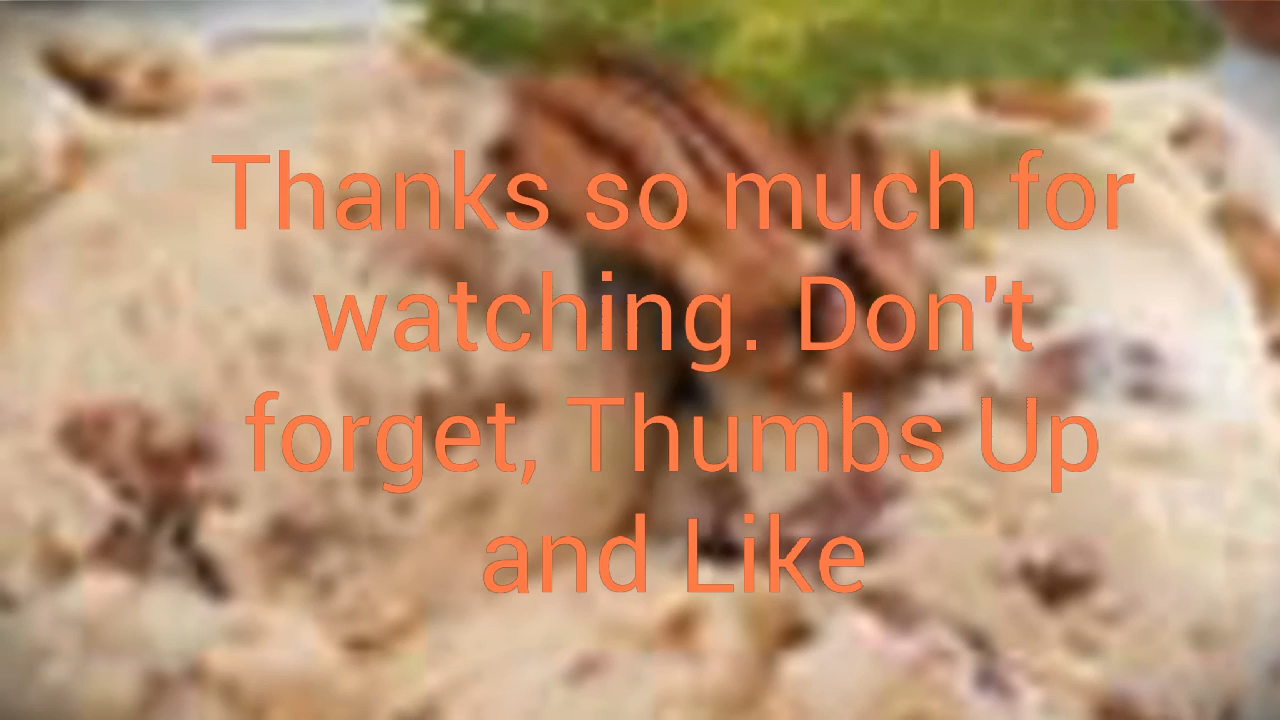 Thanks so much for
watching. Don't
forget, Thumbs Up
and Like